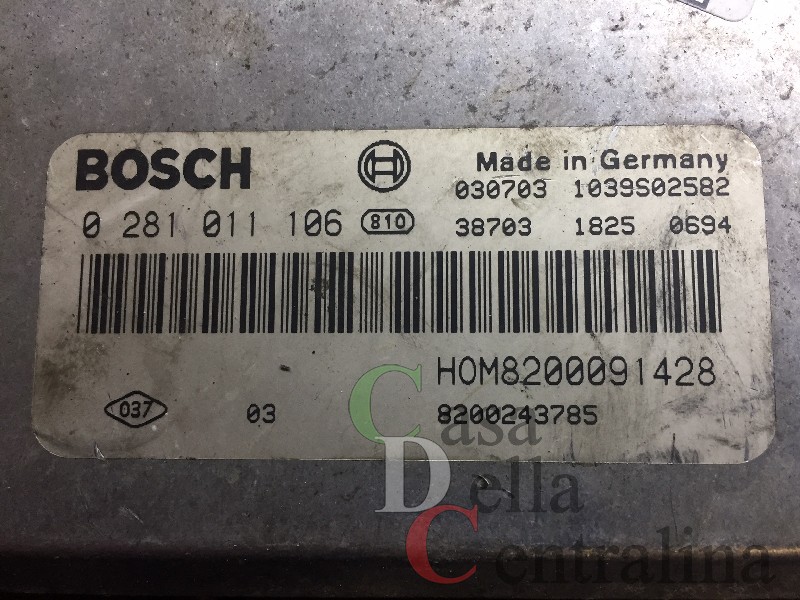 BOSCH
Made in Germany
030703 1039S02582
0 281 011 106 810
38703 1825 0694
HOM8200091428
037 03 8200243785
Casa
Della
Centralina